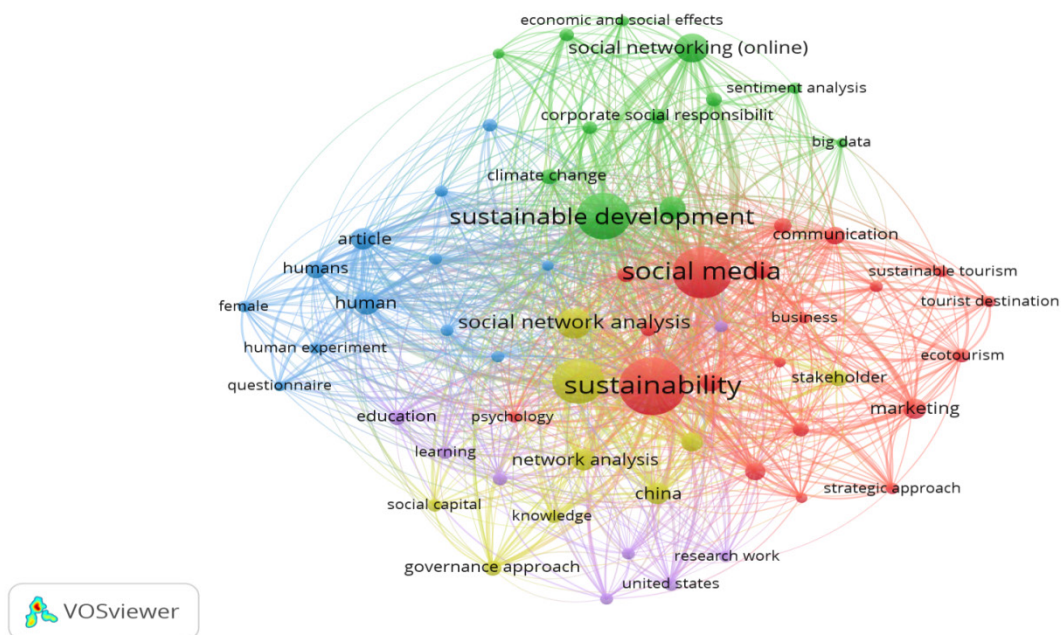 economic and social effects
social networking (online)
sentiment analysis
corporate social responsibilit
big data
climate change
sustainable development
article
communication
humans
social media
sustainable tourism
female
human
tourist destination
social network analysis
business
human experiment
ecotourism
questionnaire
sustainability
stakeholder
education
psychology
marketing
learning
network analysis
strategic approach
social capital
knowledge
china
governance approach
research work
united states
VOSviewer